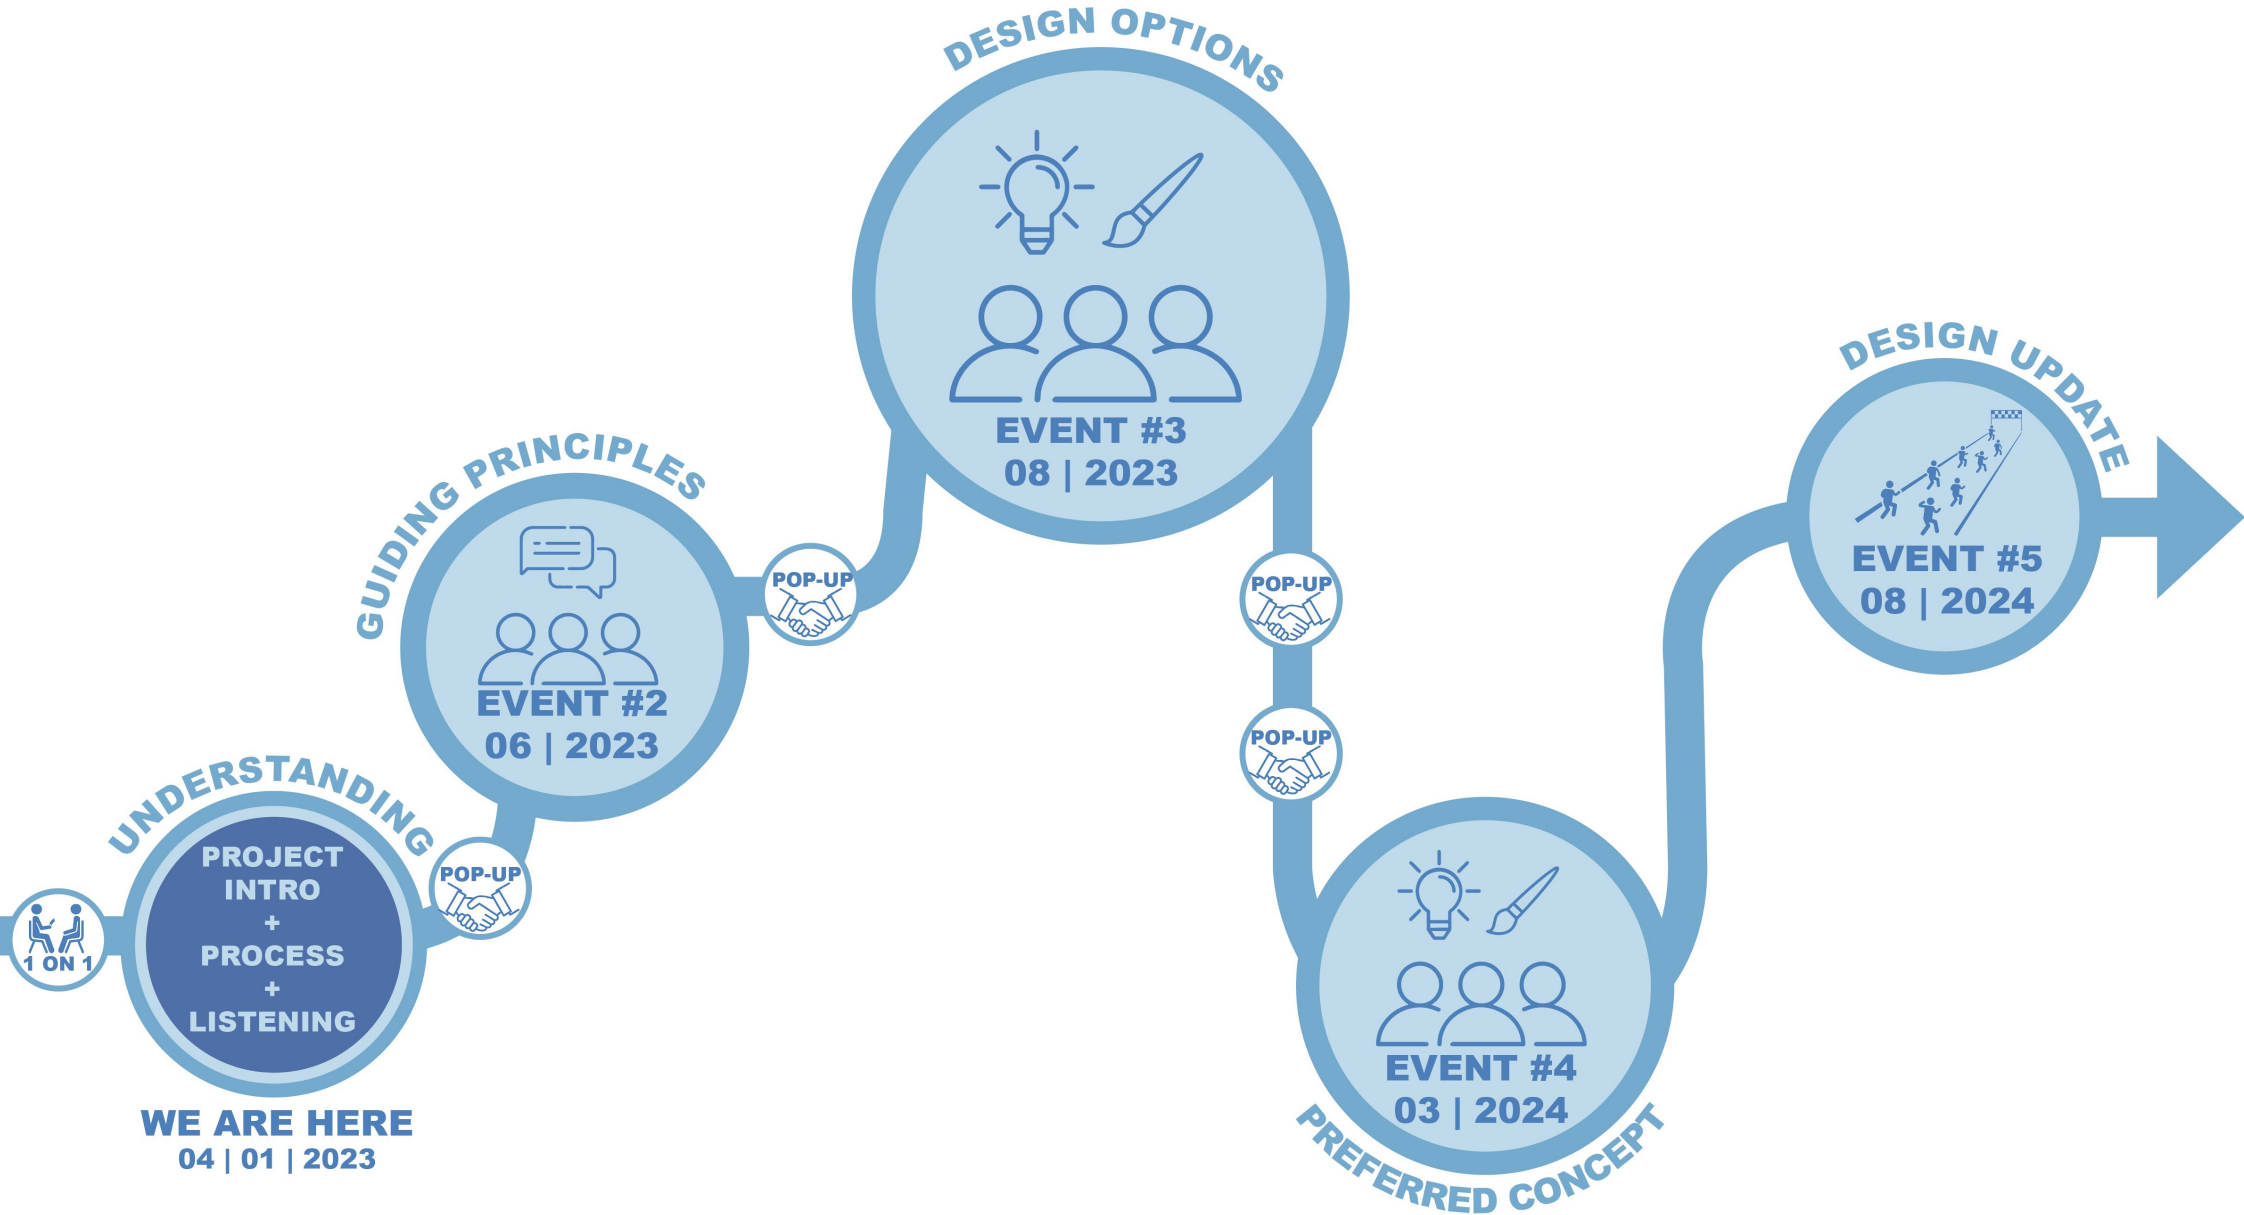 1 ON 1
UNDERSTANDING
PROJECT
INTRO
+
PROCESS
+
LISTENING
WE ARE HERE
04 | 01 | 2023
POP-UP
GUIDING PRINCIPLES
EVENT #2
06 | 2023
POP-UP
DESIGN OPTIONS
EVENT #3
08 | 2023
POP-UP
POP-UP
EVENT #4
03 | 2024
PREFERRED CONCEPT
DESIGN UPDATE
EVENT #5
08 | 2024